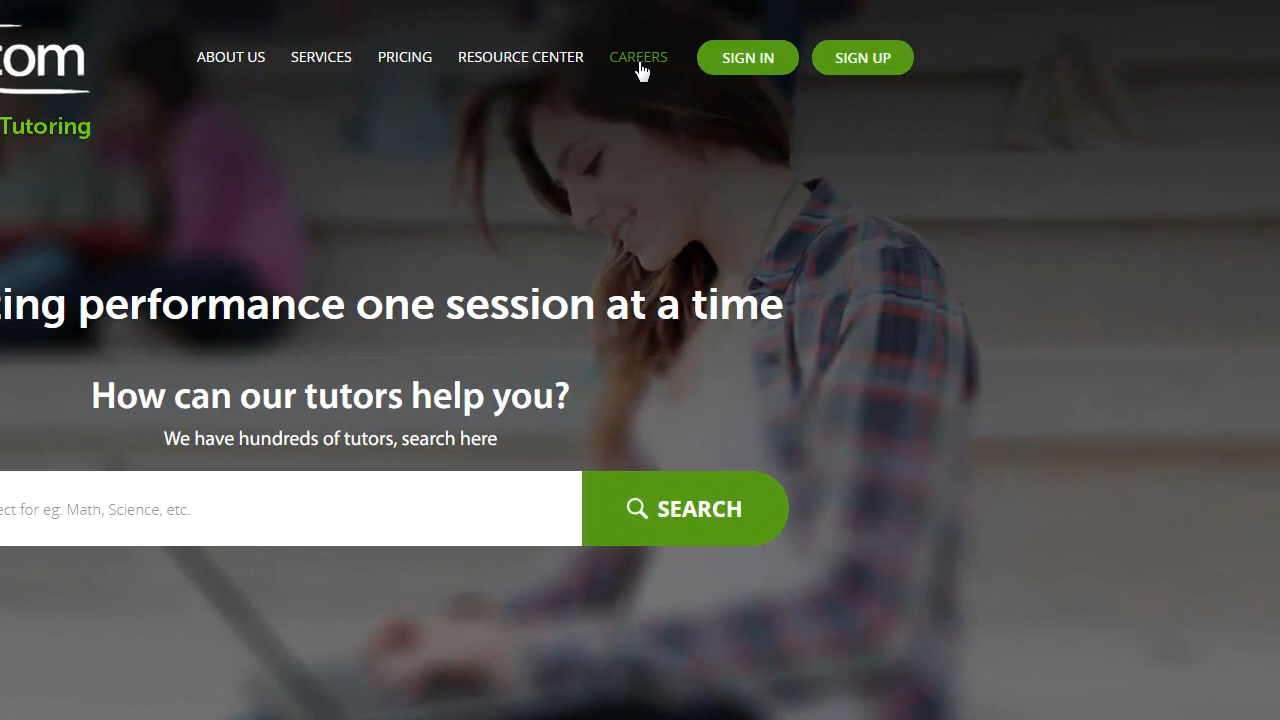 com
Tutoring
ABOUT US SERVICES PRICING RESOURCE CENTER CAREERS SIGN IN SIGN UP
ting performance one session at a time
How can our tutors help you?
We have hundreds of tutors, search here
ect for eg. Math, Science, etc. SEARCH